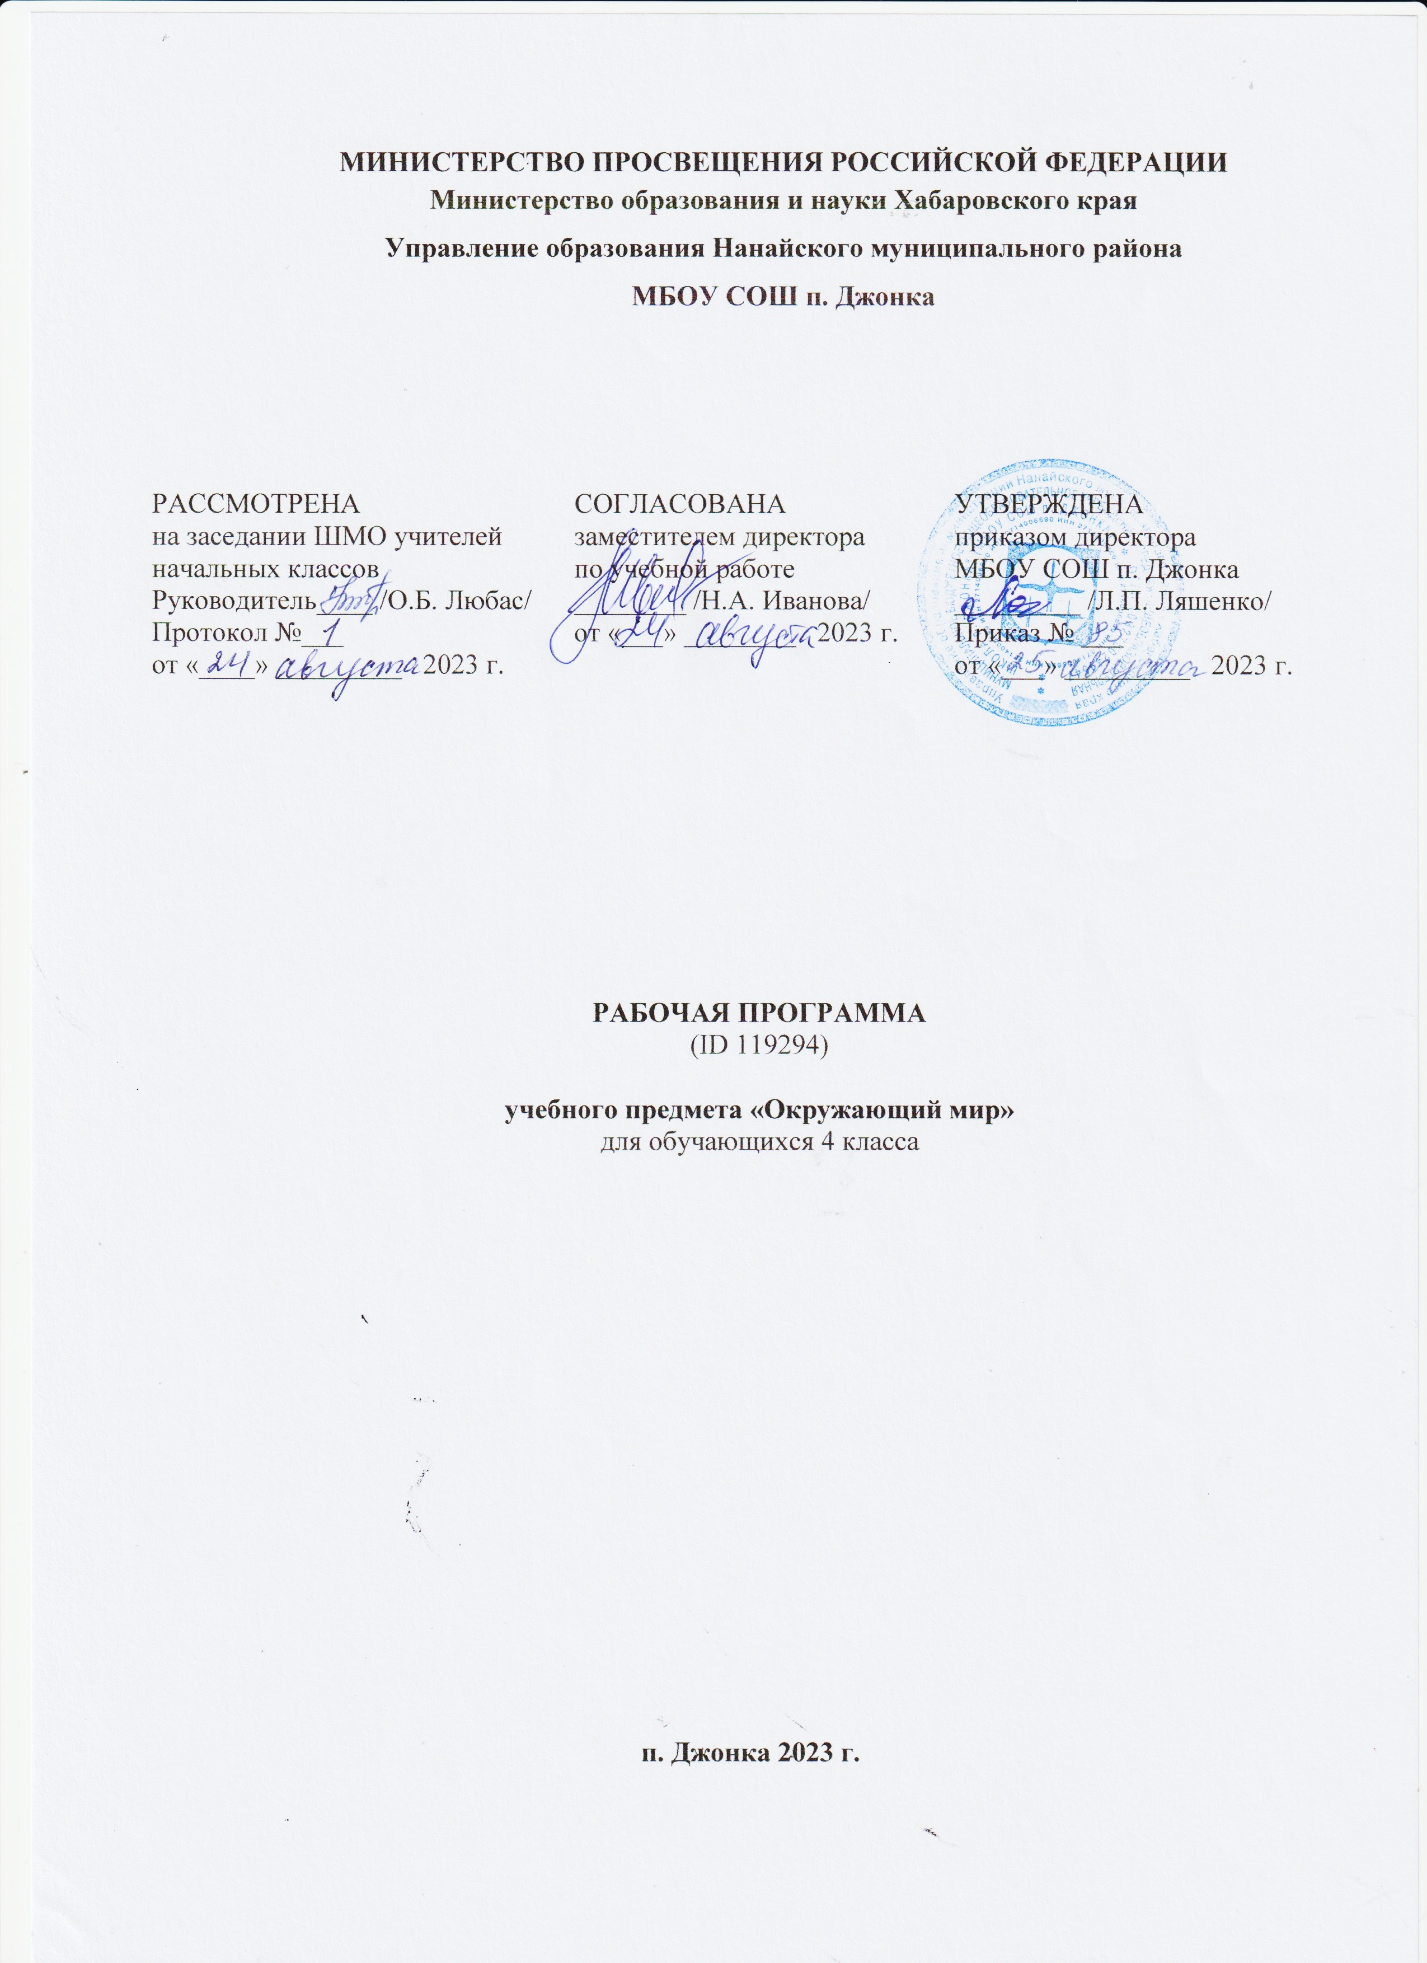 МИНИСТЕРСТВО ПРОСВЕЩЕНИЯ РОССИЙСКОЙ ФЕДЕРАЦИИ
Министерство образования и науки Хабаровского края
Управление образования Нанайского муниципального района
МБОУ СОШ п. Джонка
РАССМОТРЕНА
на заседании ШМО учителей
начальных классов
Руководитель ____/О.Б. Любас/
Протокол № 1
от «24» августа 2023 г.
СОГЛАСОВАНА
заместителем директора
по учебной работе
________/Н.А. Иванова/
от «24» августа 2023 г.
УТВЕРЖДЕНА
приказом директора
МБОУ СОШ п. Джонка
_________/Л.П. Ляшенко/
Приказ №
от «25» августа 2023 г.
РАБОЧАЯ ПРОГРАММА
(ID 119294)
учебного предмета «Окружающий мир»
для обучающихся 4 класса
п. Джонка 2023 г.